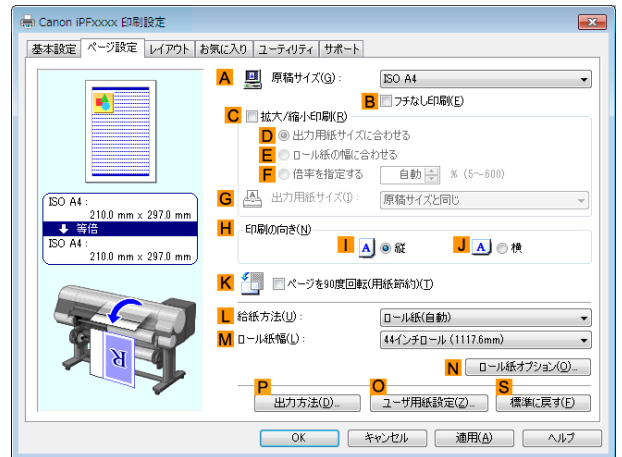 Canon iPFxxxx 印刷設定
基本設定 ページ設定 レイアウト お気に入り ユーティリティ サポート
A 原稿サイズ(G)： ISO A4
B フチなし印刷(E)
C 拡大/縮小印刷(R)
D 出力用紙サイズに合わせる
E ロール紙の幅に合わせる
F 倍率を指定する 自動 % (5～600)
G 出力用紙サイズ(I)： 原稿サイズと同じ
ISO A4 :
210.0 mm x 297.0 mm
等倍
ISO A4 :
210.0 mm x 297.0 mm
H 印刷の向き(N)
I A 縦 J A 横
K ページを90度回転(用紙節約)(T)
L 給紙方法(U)： ロール紙(自動)
M ロール紙幅(L)： 44インチロール (1117.6mm)
N ロール紙オプション(O)...
P O S
出力方法(D)... ユーザ用紙設定(Z)... 標準に戻す(F)
R
OK キャンセル 適用(A) ヘルプ